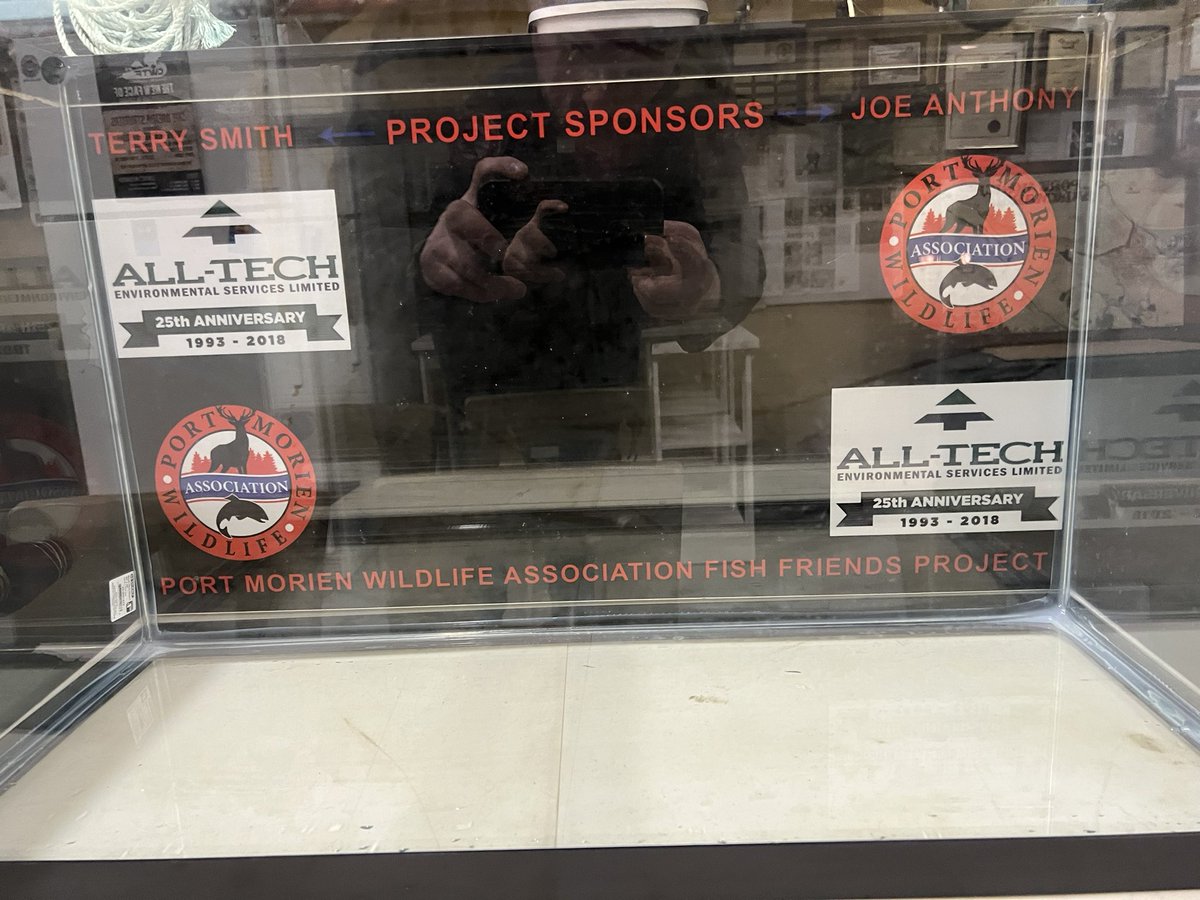 TERRY SMITH ← PROJECT SPONSORS → JOE ANTHONY
ALL-TECH
ENVIRONMENTAL SERVICES LIMITED
25th ANNIVERSARY
1993 - 2018
PORT MORIEN
ASSOCIATION
WILDLIFE
PORT MORIEN
ASSOCIATION
WILDLIFE
ALL-TECH
ENVIRONMENTAL SERVICES LIMITED
25th ANNIVERSARY
1993 - 2018
PORT MORIEN WILDLIFE ASSOCIATION FISH FRIENDS PROJECT